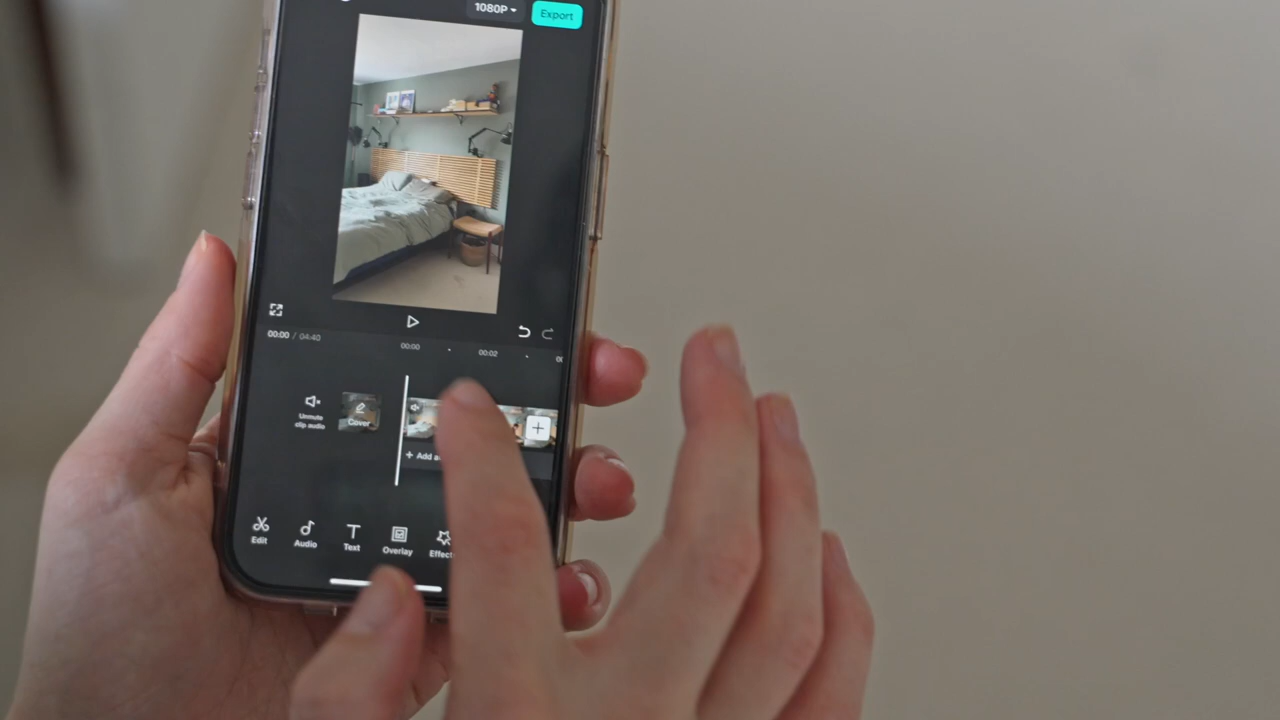 1080P
Export
00:00 / 04:40
00:00
00:02
Unmute
clip audio
Cover
+ Add
Edit
Audio
Text
Overlay